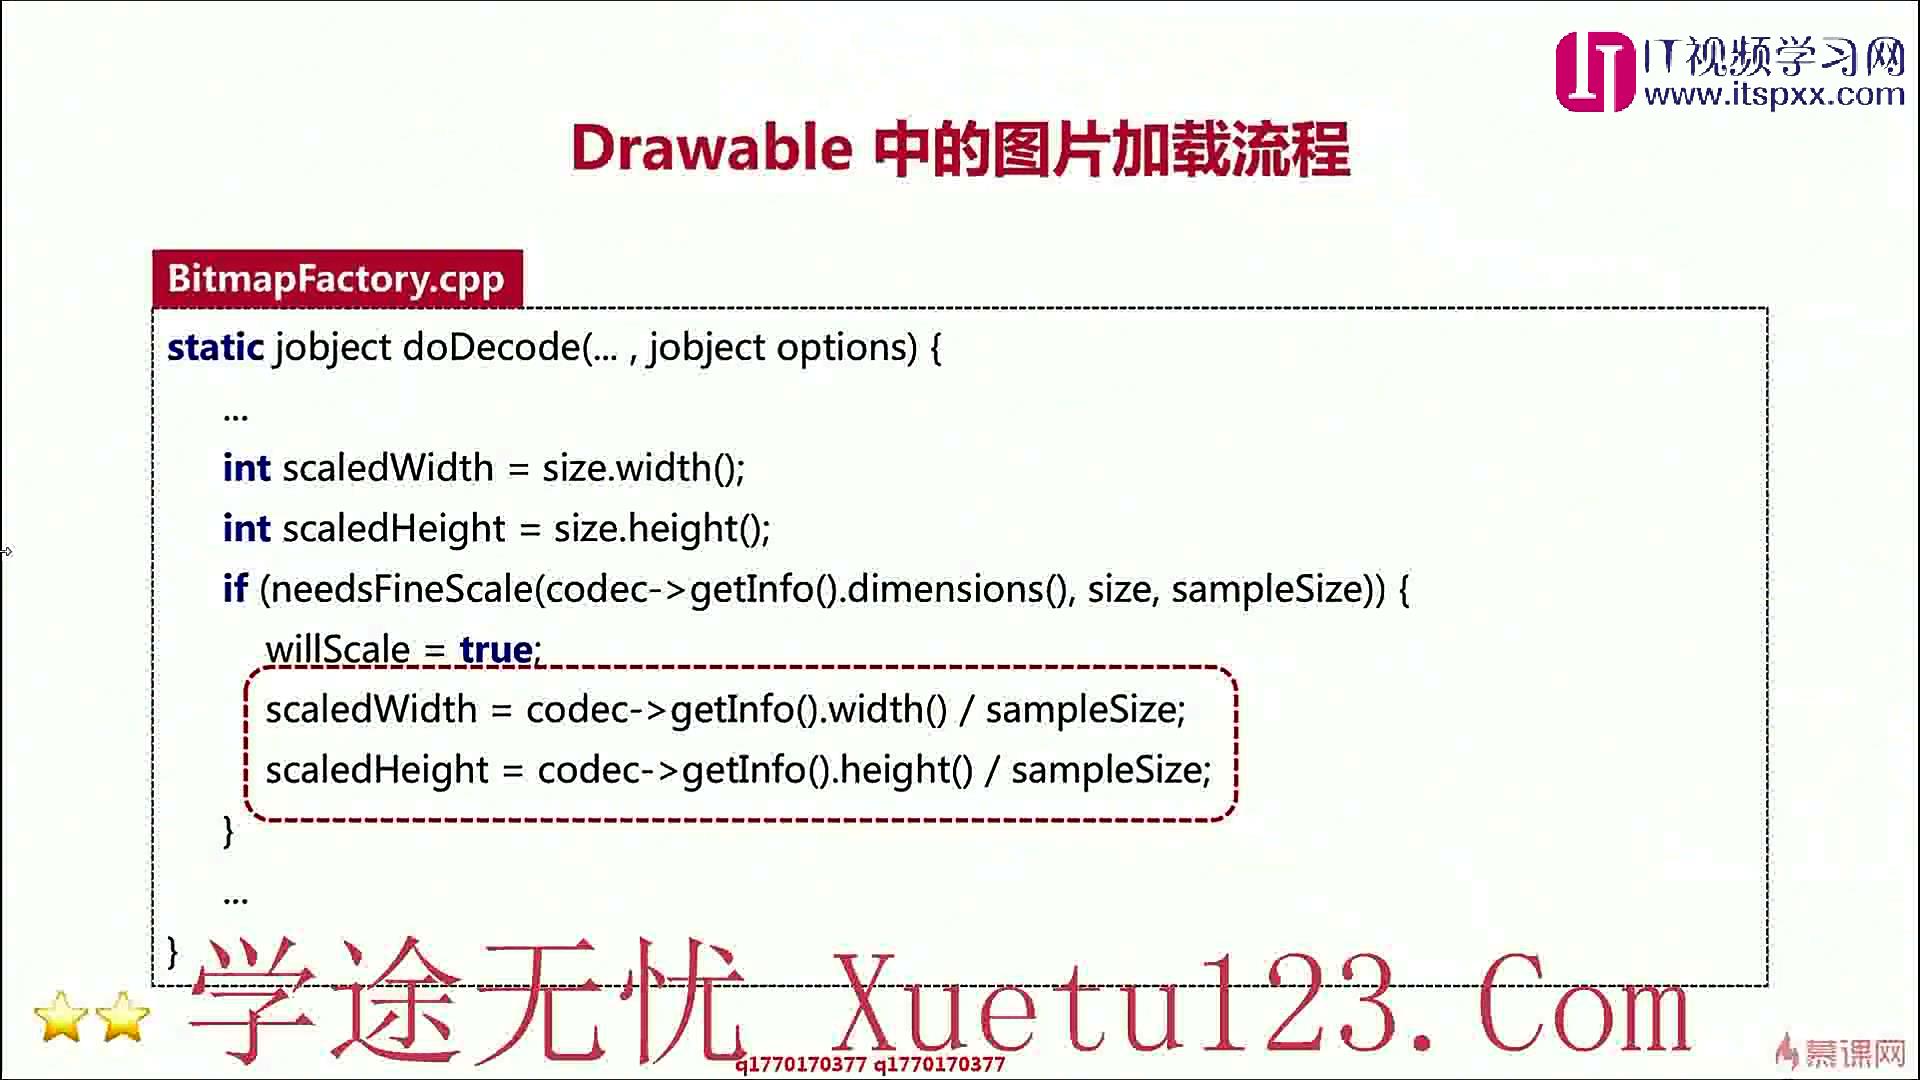 IT视频学习网
www.itspxx.com
Drawable 中的图片加载流程
BitmapFactory.cpp
static jobject doDecode(... , jobject options) {
...
int scaledWidth = size.width();
int scaledHeight = size.height();
if (needsFineScale(codec->getInfo().dimensions(), size, sampleSize)) {
willScale = true;
scaledWidth = codec->getInfo().width() / sampleSize;
scaledHeight = codec->getInfo().height() / sampleSize;
}
...
}
学途无忧 Xuetu123.Com
q1770170377 q1770170377
慕课网